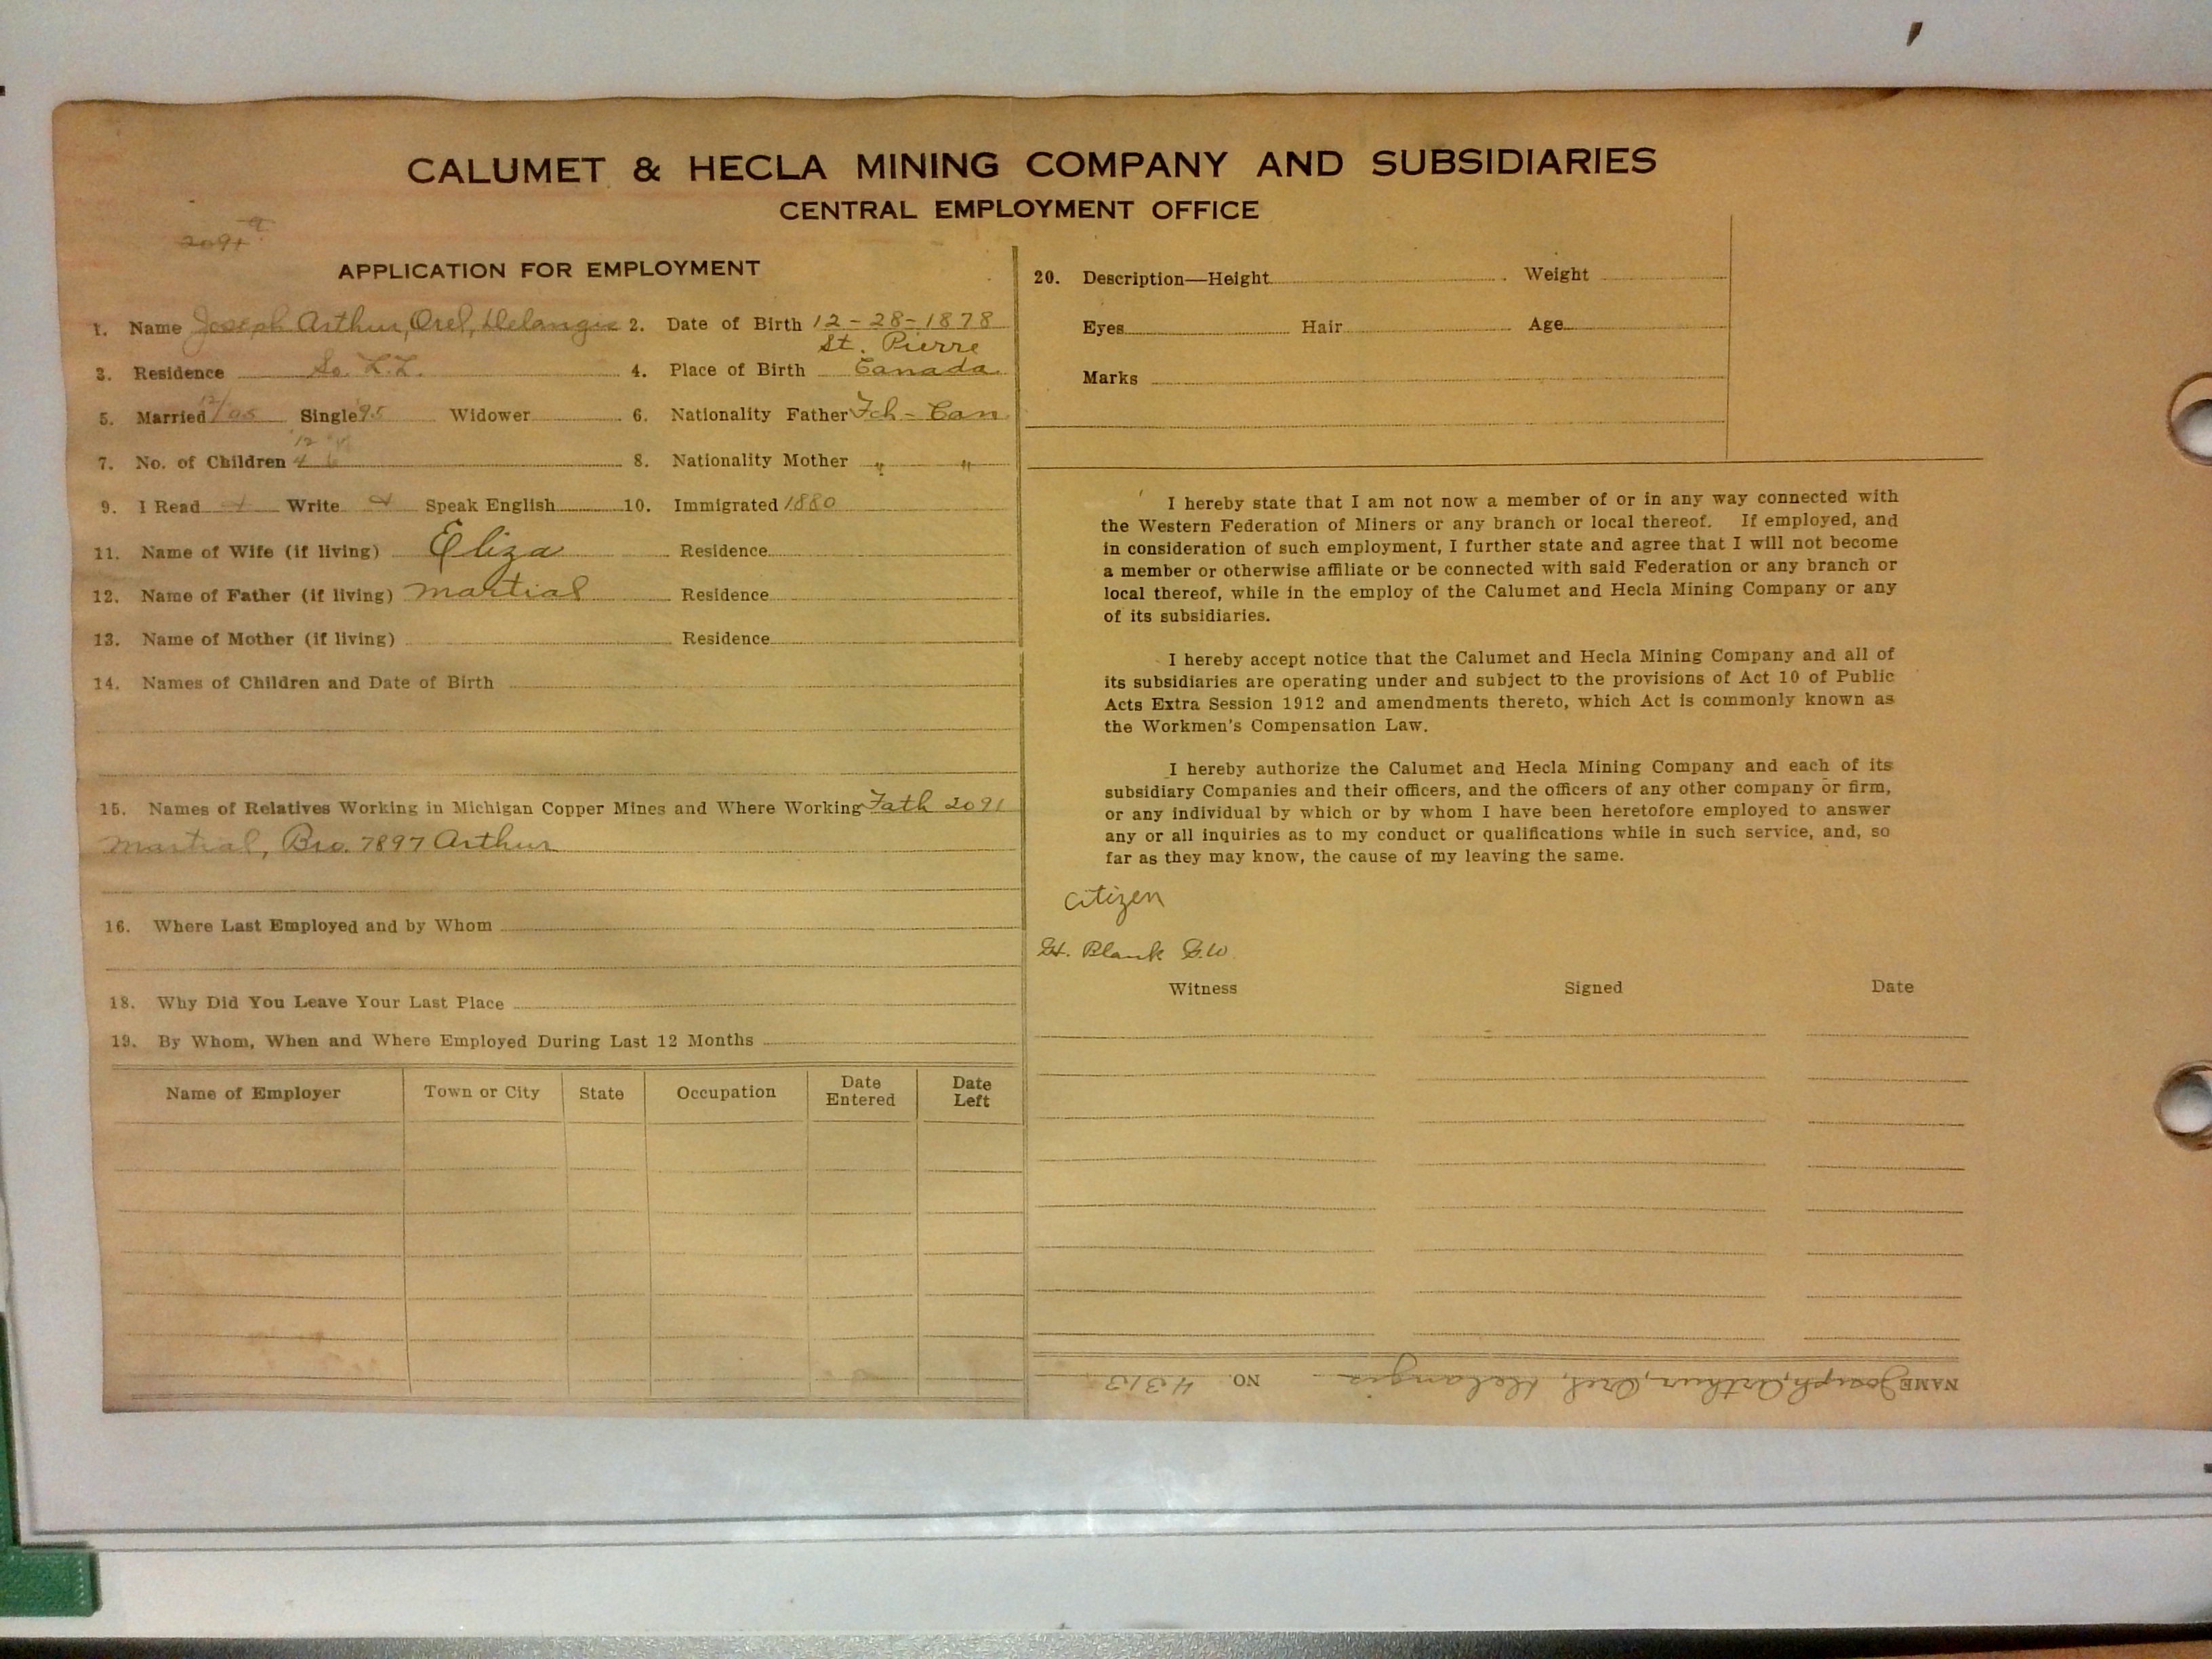 CALUMET & HECLA MINING COMPANY AND SUBSIDIARIES
CENTRAL EMPLOYMENT OFFICE
2091
APPLICATION FOR EMPLOYMENT
1. Name Joseph Arthur, Orel, Delangis 2. Date of Birth 12-28-1878
St. Pierre
3. Residence So. L.L. 4. Place of Birth Canada
5. Married 12/05 Single 95 Widower 6. Nationality Father Fch-Can
7. No. of Children 4 8. Nationality Mother " "
9. I Read Write Speak English 10. Immigrated 1880
11. Name of Wife (if living) Eliza Residence
12. Name of Father (if living) Martial Residence
13. Name of Mother (if living) Residence
14. Names of Children and Date of Birth
15. Names of Relatives Working in Michigan Copper Mines and Where Working Fath 2091
Martial, Bro. 7897 Arthur
16. Where Last Employed and by Whom
18. Why Did You Leave Your Last Place
19. By Whom, When and Where Employed During Last 12 Months
Name of Employer Town or City State Occupation Date Entered Date Left
20. Description—Height Weight
Eyes Hair Age
Marks
I hereby state that I am not now a member of or in any way connected with
the Western Federation of Miners or any branch or local thereof. If employed, and
in consideration of such employment, I further state and agree that I will not become
a member or otherwise affiliate or be connected with said Federation or any branch or
local thereof, while in the employ of the Calumet and Hecla Mining Company or any
of its subsidiaries.
I hereby accept notice that the Calumet and Hecla Mining Company and all of
its subsidiaries are operating under and subject to the provisions of Act 10 of Public
Acts Extra Session 1912 and amendments thereto, which Act is commonly known as
the Workmen's Compensation Law.
I hereby authorize the Calumet and Hecla Mining Company and each of its
subsidiary Companies and their officers, and the officers of any other company or firm,
or any individual by which or by whom I have been heretofore employed to answer
any or all inquiries as to my conduct or qualifications while in such service, and, so
far as they may know, the cause of my leaving the same.
Citizen
Blank
Witness Signed Date
NAME Joseph, Arthur, Orel, Delangis NO. 4313